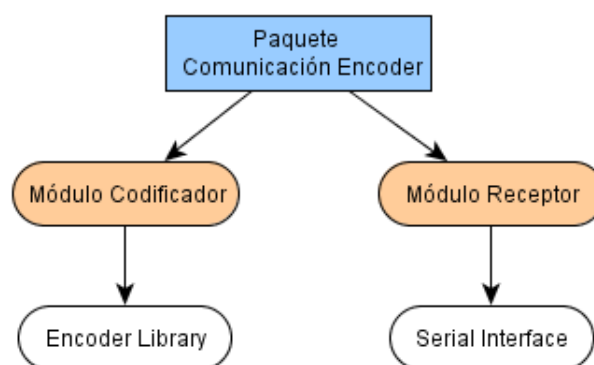 Paquete
Comunicación Encoder
Módulo Codificador
Módulo Receptor
Encoder Library
Serial Interface